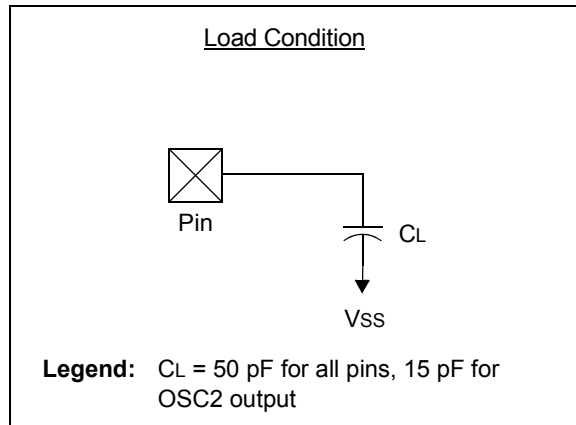 Load Condition
Pin
CL
VSS
Legend: CL = 50 pF for all pins, 15 pF for
OSC2 output